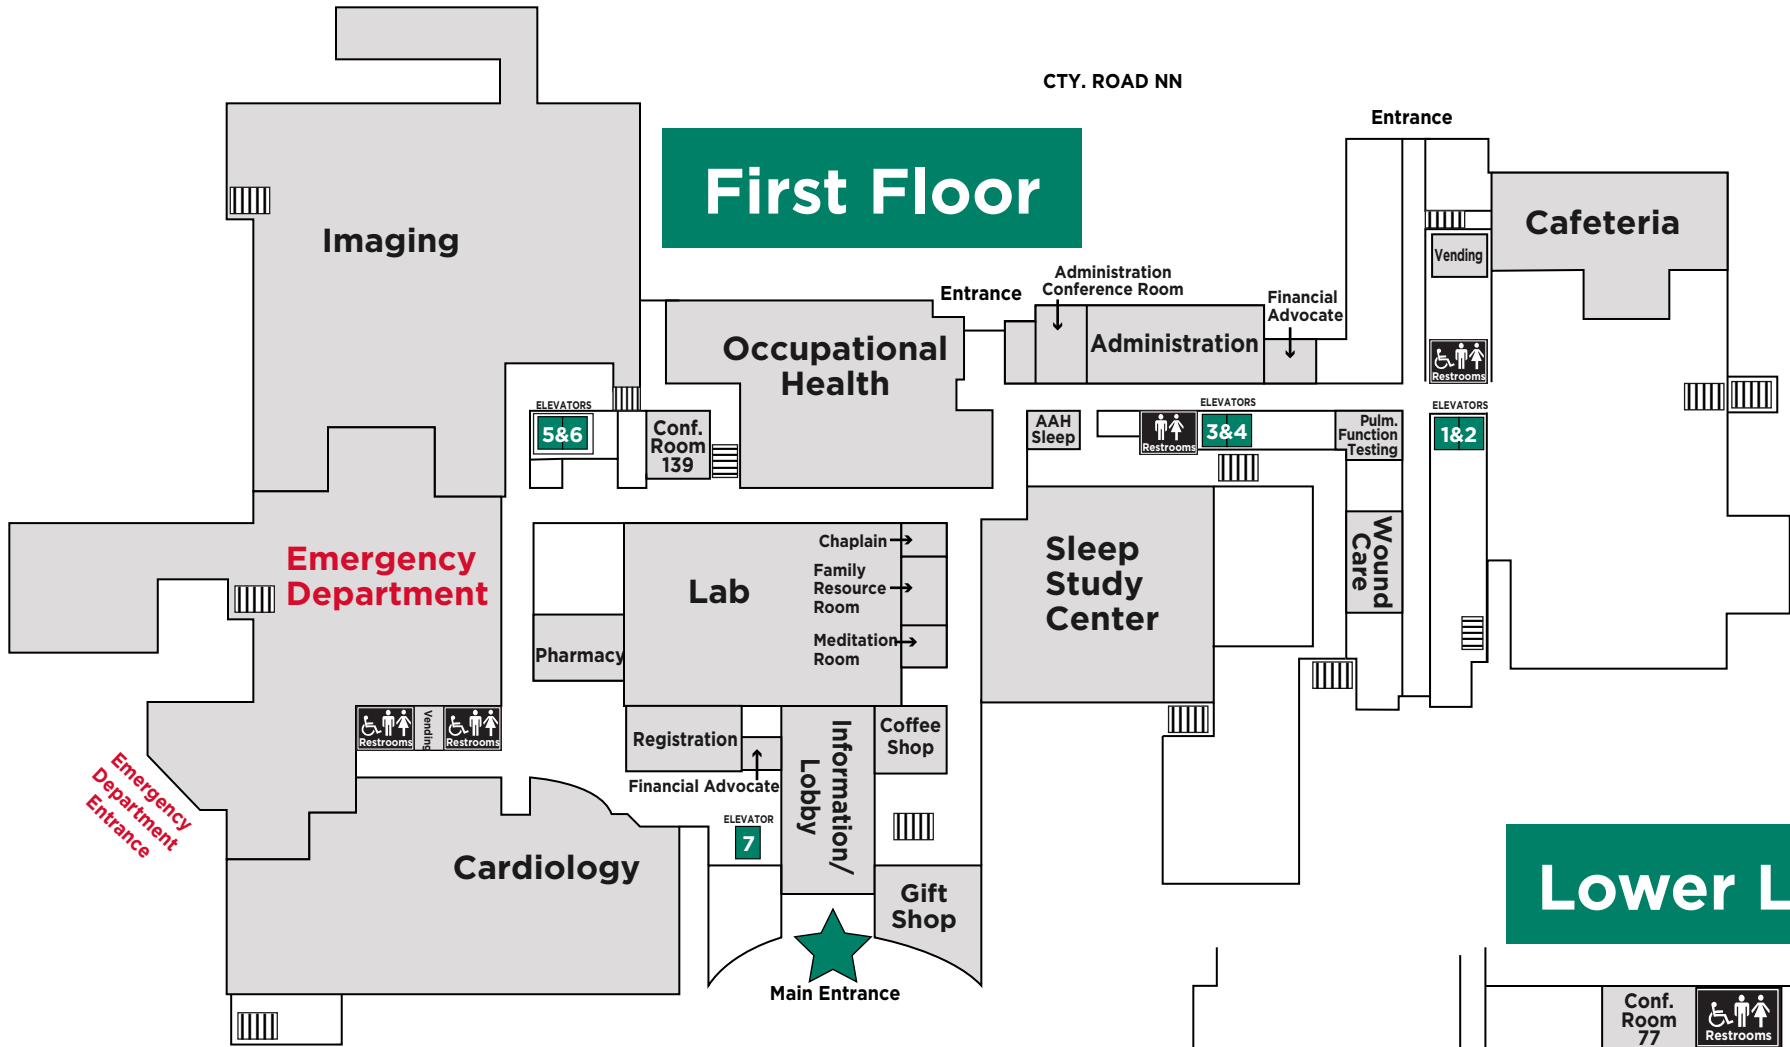 CTY. ROAD NN
Entrance
First Floor
Cafeteria
Imaging
Vending
Administration
Conference Room
Entrance
Financial
Advocate
Occupational
Health
Administration
Restrooms
ELEVATORS
5&6
Conf.
Room
139
AAH
Sleep
Restrooms
ELEVATORS
3&4
Pulm.
Function
Testing
ELEVATORS
1&2
Emergency
Department
Lab
Chaplain
Family
Resource
Room
Meditation
Room
Sleep
Study
Center
Wound
Care
Pharmacy
Restrooms
Vending
Restrooms
Registration
Financial Advocate
Information/
Lobby
Coffee
Shop
Emergency
Department
Entrance
ELEVATOR
7
Cardiology
Gift
Shop
Main Entrance
Lower L
Conf.
Room
77
Restrooms